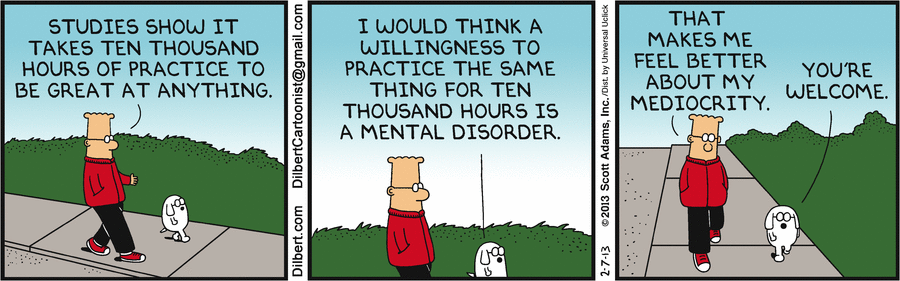 STUDIES SHOW IT
TAKES TEN THOUSAND
HOURS OF PRACTICE TO
BE GREAT AT ANYTHING.
Dilbert.com DilbertCartoonist@gmail.com
I WOULD THINK A
WILLINGNESS TO
PRACTICE THE SAME
THING FOR TEN
THOUSAND HOURS IS
A MENTAL DISORDER.
2-7-13 © 2013 Scott Adams, Inc. /Dist. by Universal Uclick
THAT
MAKES ME
FEEL BETTER
ABOUT MY
MEDIOCRITY.
YOU'RE
WELCOME.